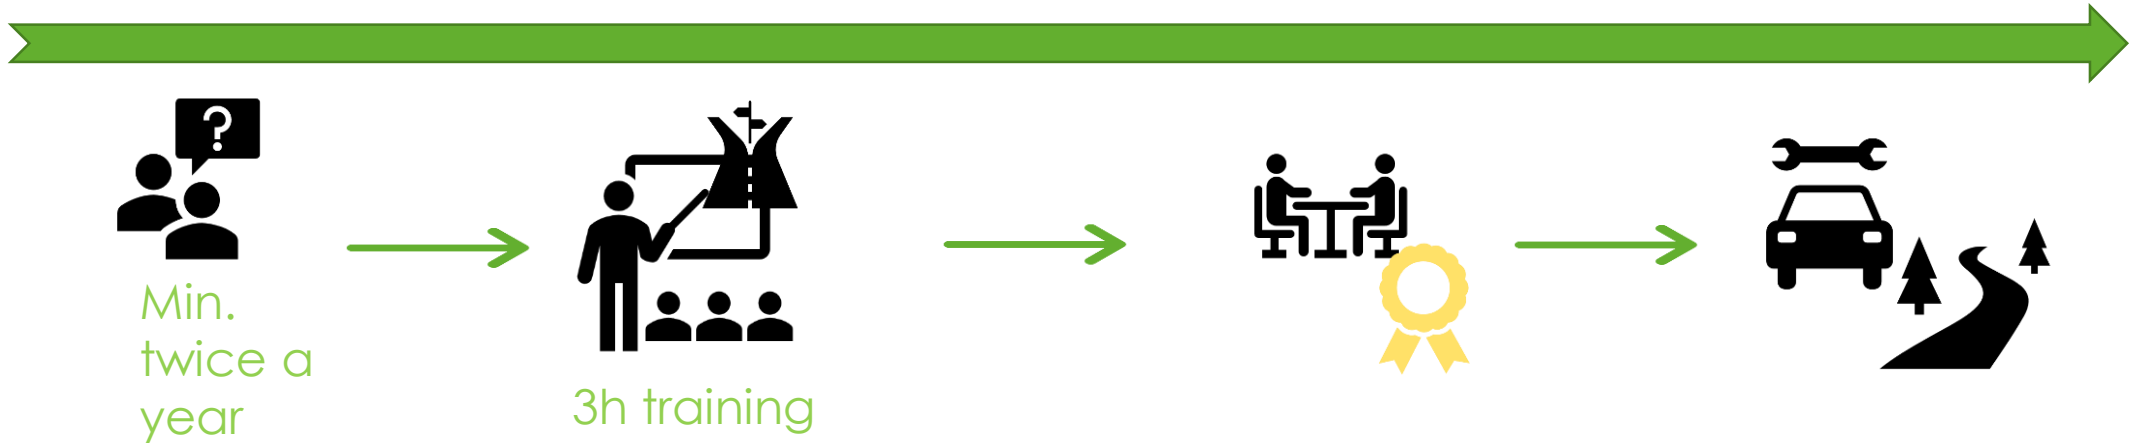 ?
Min.
twice a
year
3h training